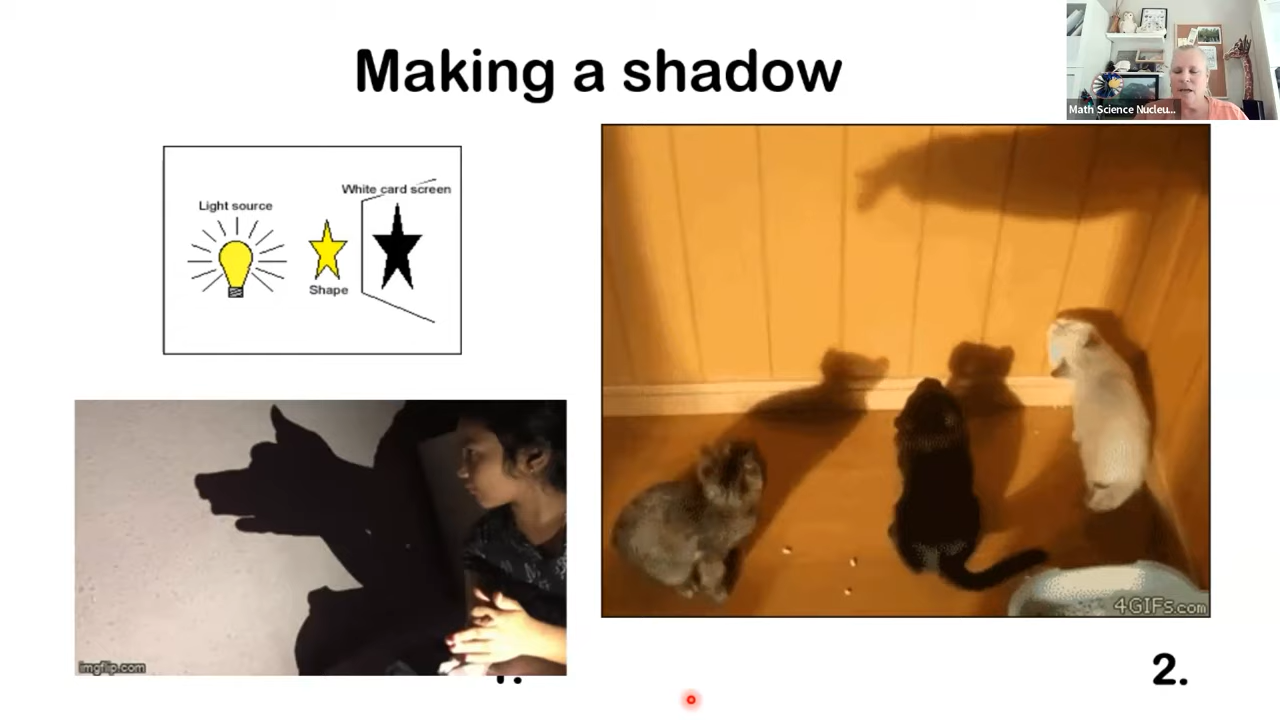 Making a shadow
Math Science Nucleu...
White card screen
Light source
Shape
4GIFs.com
imgflip.com
2.